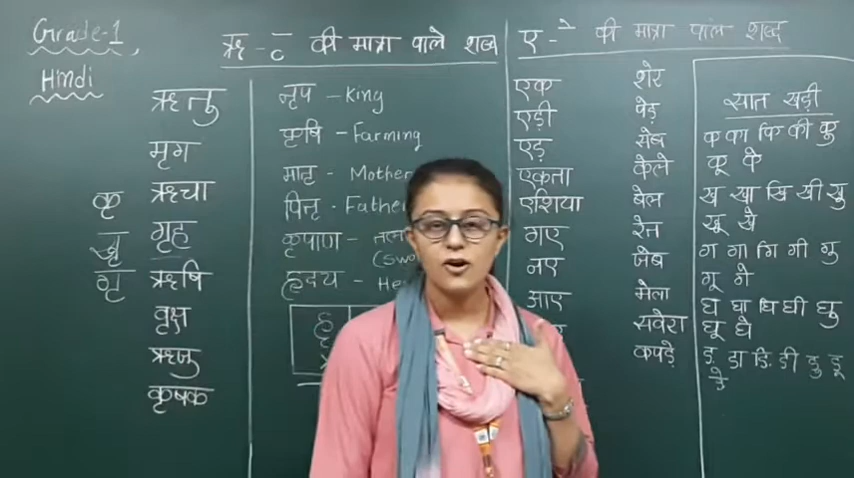 Grade-1
Hindi
ऋ - ृ की मात्रा वाले शब्द
ऋतु
मृग
ऋचा
गृह
ऋषि
वृक्ष
ऋजु
कृषक
कृ
खृ
गृ
नृप - King
कृषि - Farming
मातृ - Mother
पितृ - Father
कृपाण -
हृदय -
हृ
ए - े की मात्रा वाले शब्द
एक
एड़ी
एड़
एकता
एशिया
गए
नए
आए
शेर
पेड़
सेब
केले
बेल
रेत
जेब
मेला
सवेरा
कपड़े
सात खड़ी
क का कि की कु
कू के
ख खा खि खी खु
खू खे
ग गा गि गी गु
गू गे
घ घा घि घी घु
घू घे
ङ ङा ङि ङी ङु ङू
ङे